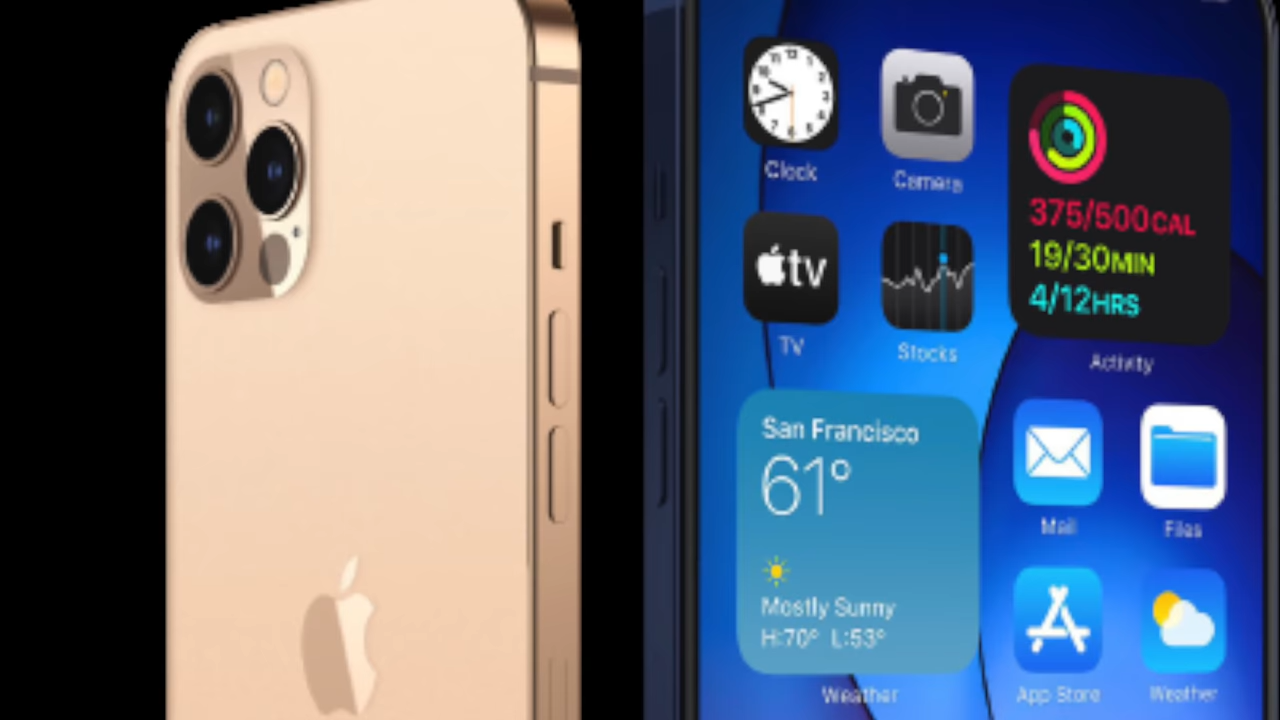 Clock
Camera
tv
TV
Stocks
375/500CAL
19/30MIN
4/12HRS
Activity
San Francisco
61°
Mostly Sunny
H:70° L:53°
Weather
Mail
Files
App Store
Weather